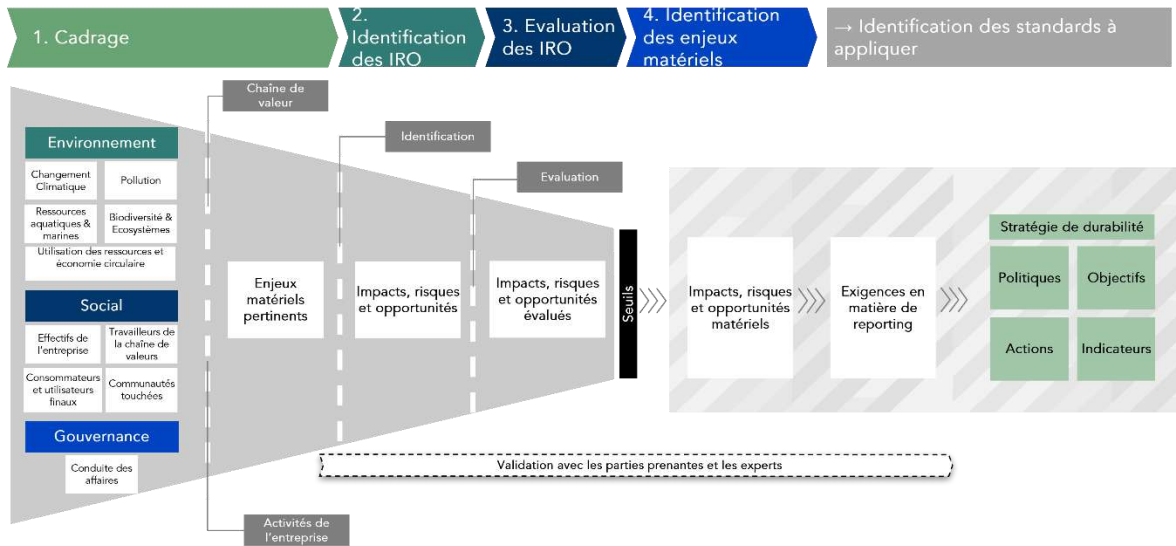 1. Cadrage
2.
Identification
des IRO
3. Evaluation
des IRO
4. Identification
des enjeux
matériels
→ Identification des standards à
appliquer
Chaîne de
valeur
Identification
Evaluation
Environnement
Changement
Climatique
Pollution
Ressources
aquatiques &
marines
Biodiversité &
Ecosystèmes
Utilisation des ressources et
économie circulaire
Social
Effectifs de
l'entreprise
Travailleurs de
la chaîne de
valeurs
Consommateurs
et utilisateurs
finaux
Communautés
touchées
Gouvernance
Conduite des
affaires
Enjeux
matériels
pertinents
Impacts, risques
et opportunités
Impacts, risques
et opportunités
évalués
Seuils
Impacts, risques
et opportunités
matériels
Exigences en
matière de
reporting
Stratégie de durabilité
Politiques
Objectifs
Actions
Indicateurs
Validation avec les parties prenantes et les experts
Activités de
l'entreprise